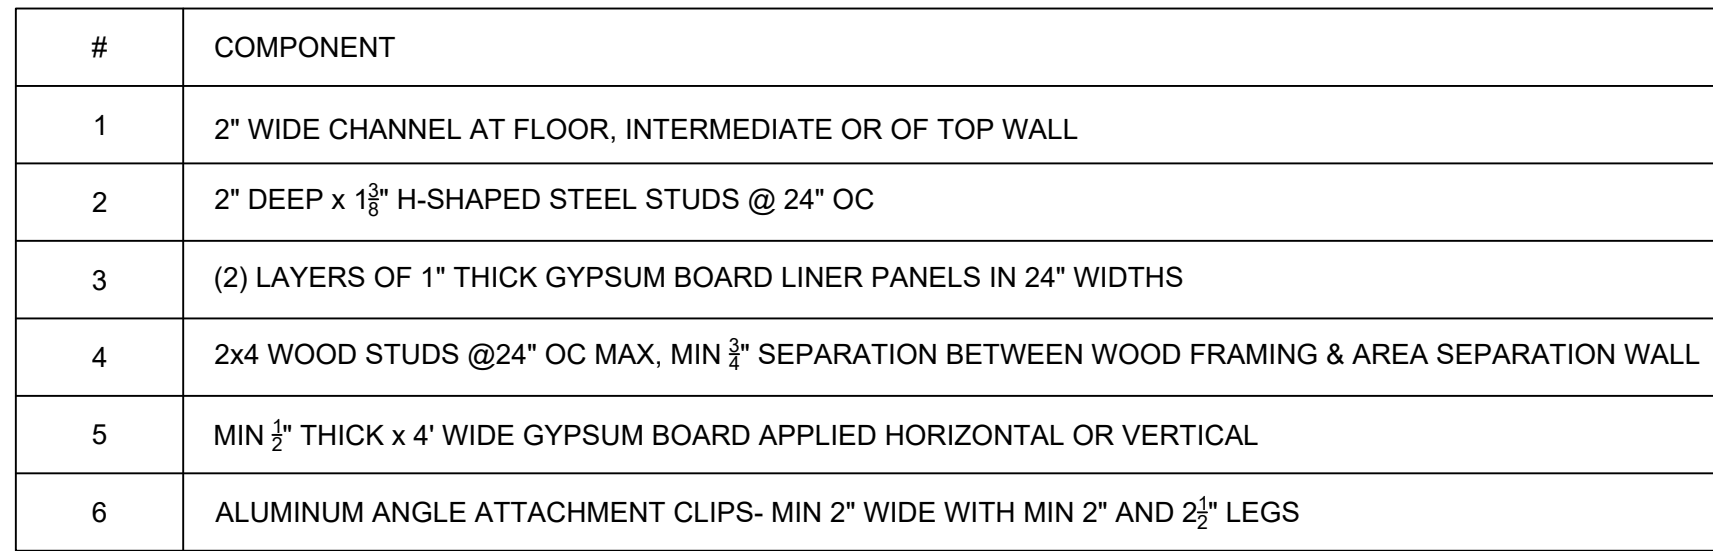 # COMPONENT
1 2" WIDE CHANNEL AT FLOOR, INTERMEDIATE OR OF TOP WALL
2 2" DEEP x 1 3/8" H-SHAPED STEEL STUDS @ 24" OC
3 (2) LAYERS OF 1" THICK GYPSUM BOARD LINER PANELS IN 24" WIDTHS
4 2x4 WOOD STUDS @24" OC MAX, MIN 3/4" SEPARATION BETWEEN WOOD FRAMING & AREA SEPARATION WALL
5 MIN 1/2" THICK x 4' WIDE GYPSUM BOARD APPLIED HORIZONTAL OR VERTICAL
6 ALUMINUM ANGLE ATTACHMENT CLIPS- MIN 2" WIDE WITH MIN 2" AND 2 1/2" LEGS